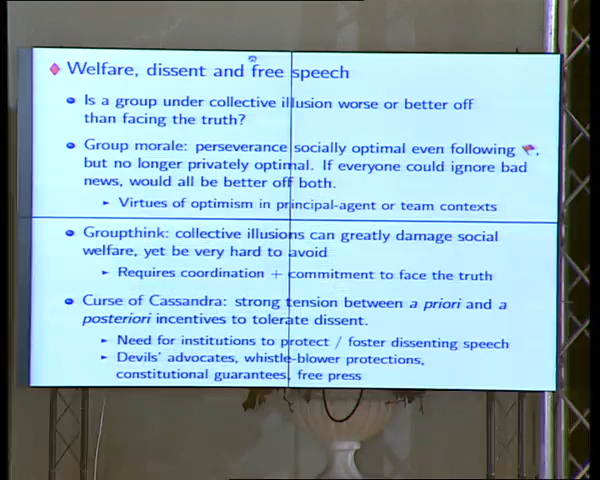 Welfare, dissent and free speech
Is a group under collective illusion worse or better off
than facing the truth?
Group morale: perseverance socially optimal even following ,
but no longer privately optimal. If everyone could ignore bad
news, would all be better off both.
Virtues of optimism in principal-agent or team contexts
Groupthink: collective illusions can greatly damage social
welfare, yet be very hard to avoid
Requires coordination + commitment to face the truth
Curse of Cassandra: strong tension between a priori and a
posteriori incentives to tolerate dissent.
Need for institutions to protect / foster dissenting speech
Devils' advocates, whistle-blower protections,
constitutional guarantees, free press